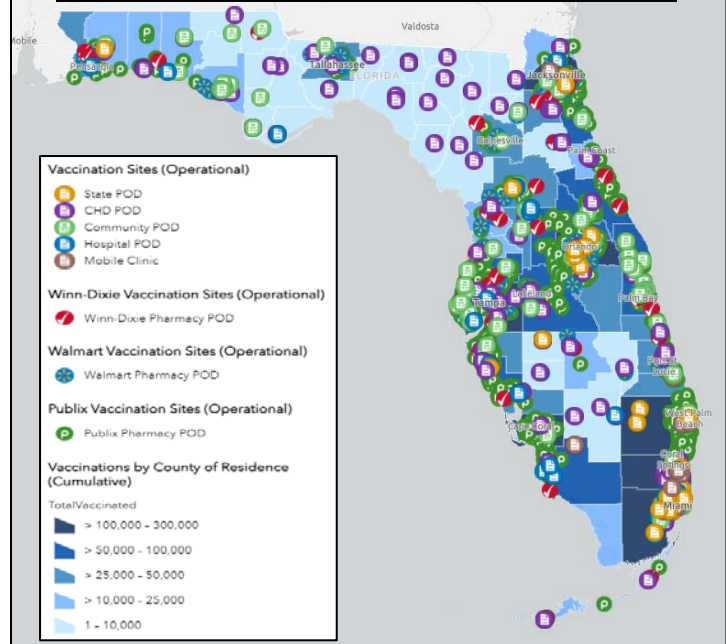 Mobile
Valdosta
Tallahassee
FLORIDA
Jacksonville
Pensacola
Gainesville
Palm Coast
Orlando
Tampa
Lakeland
Palm Bay
Port St.
Lucie
Cape Coral
West Palm
Beach
Coral
Springs
Miami
Vaccination Sites (Operational)
State POD
CHD POD
Community POD
Hospital POD
Mobile Clinic
Winn-Dixie Vaccination Sites (Operational)
Winn-Dixie Pharmacy POD
Walmart Vaccination Sites (Operational)
Walmart Pharmacy POD
Publix Vaccination Sites (Operational)
Publix Pharmacy POD
Vaccinations by County of Residence
(Cumulative)
TotalVaccinated
> 100,000 - 300,000
> 50,000 - 100,000
> 25,000 - 50,000
> 10,000 - 25,000
1 - 10,000